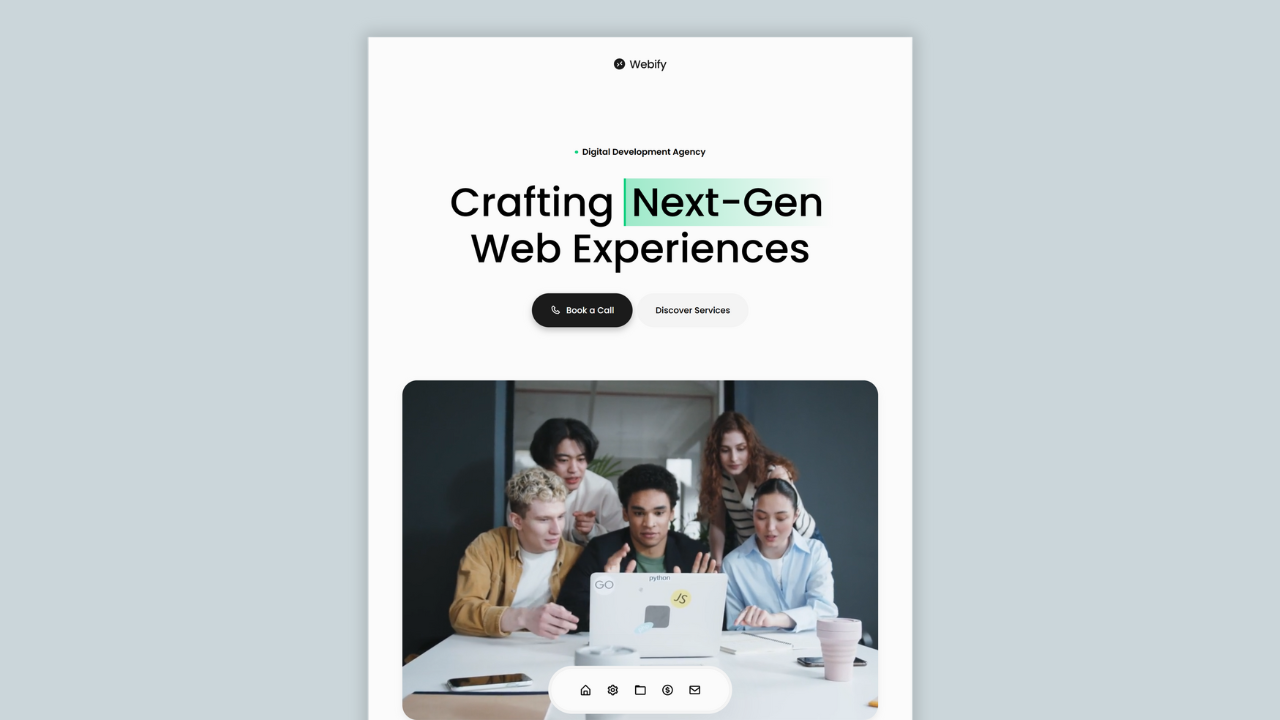 Webify
Digital Development Agency
Crafting Next-Gen
Web Experiences
Book a Call
Discover Services
python
GO
JS